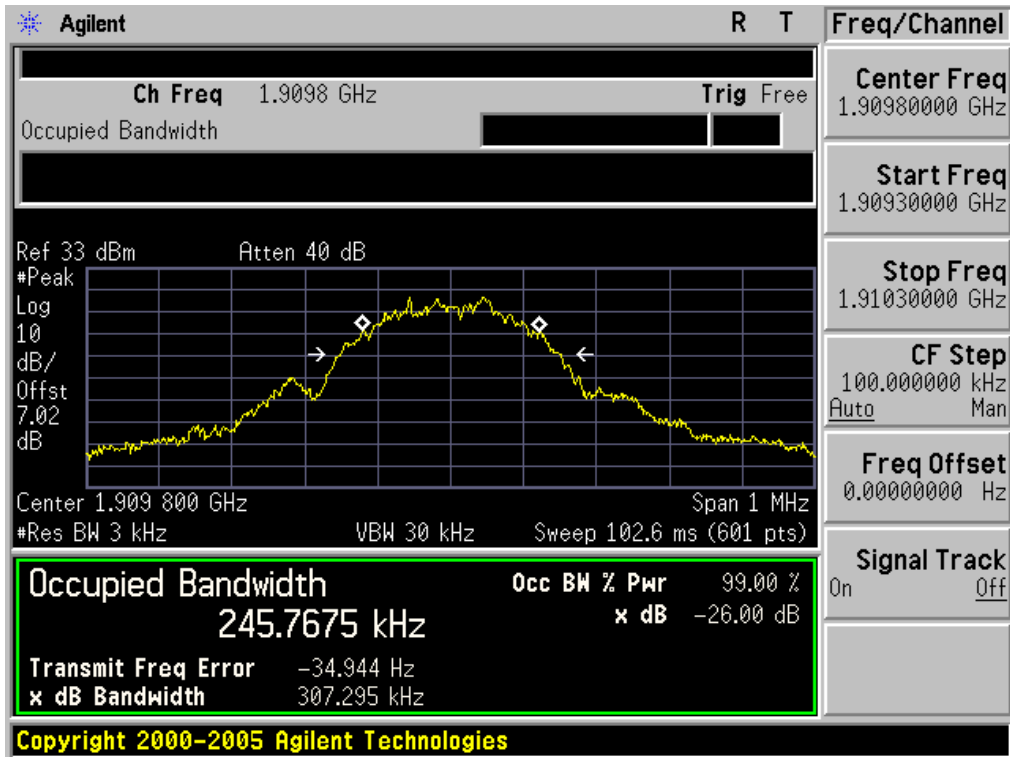 Agilent R T
Ch Freq 1.9098 GHz Trig Free
Occupied Bandwidth
Ref 33 dBm Atten 40 dB
#Peak
Log
10
dB/
Offst
7.02
dB
Center 1.909 800 GHz Span 1 MHz
#Res BW 3 kHz VBW 30 kHz Sweep 102.6 ms (601 pts)
Occupied Bandwidth
245.7675 kHz
Occ BW % Pwr 99.00 %
x dB -26.00 dB
Transmit Freq Error -34.944 Hz
x dB Bandwidth 307.295 kHz
Copyright 2000-2005 Agilent Technologies
Freq/Channel
Center Freq
1.90980000 GHz
Start Freq
1.90930000 GHz
Stop Freq
1.91030000 GHz
CF Step
100.000000 kHz
Auto Man
Freq Offset
0.00000000 Hz
Signal Track
On Off